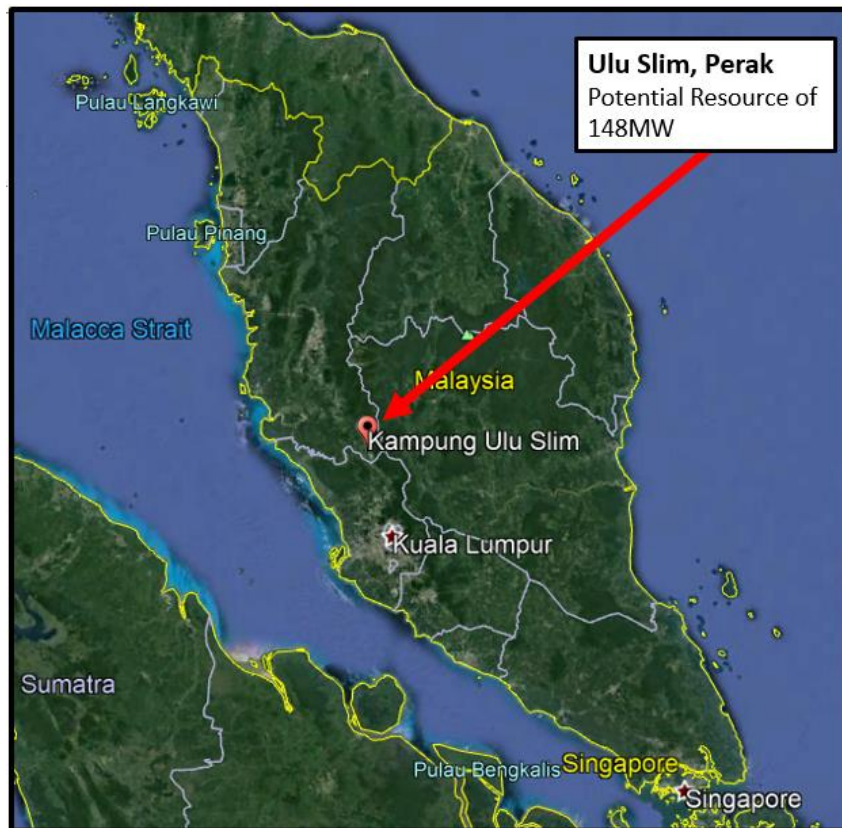 Ulu Slim, Perak
Potential Resource of
148MW
Pulau Langkawi
Pulau Pinang
Malacca Strait
Malaysia
Kampung Ulu Slim
Kuala Lumpur
Sumatra
Pulau Bengkalis
Singapore
Singapore